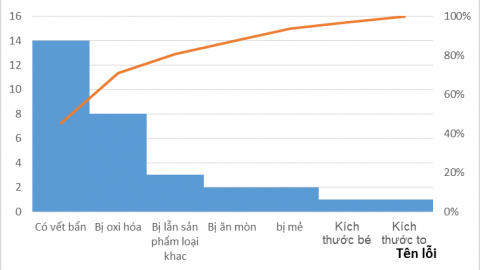 16
14
12
10
8
6
4
2
0
100%
80%
60%
40%
20%
0%
Có vết bẩn
Bị oxi hóa
Bị lẫn sản
phẩm loại
khac
Bị ăn mòn
bị mẻ
Kích
thước bé
Kích
thước to
Tên lỗi